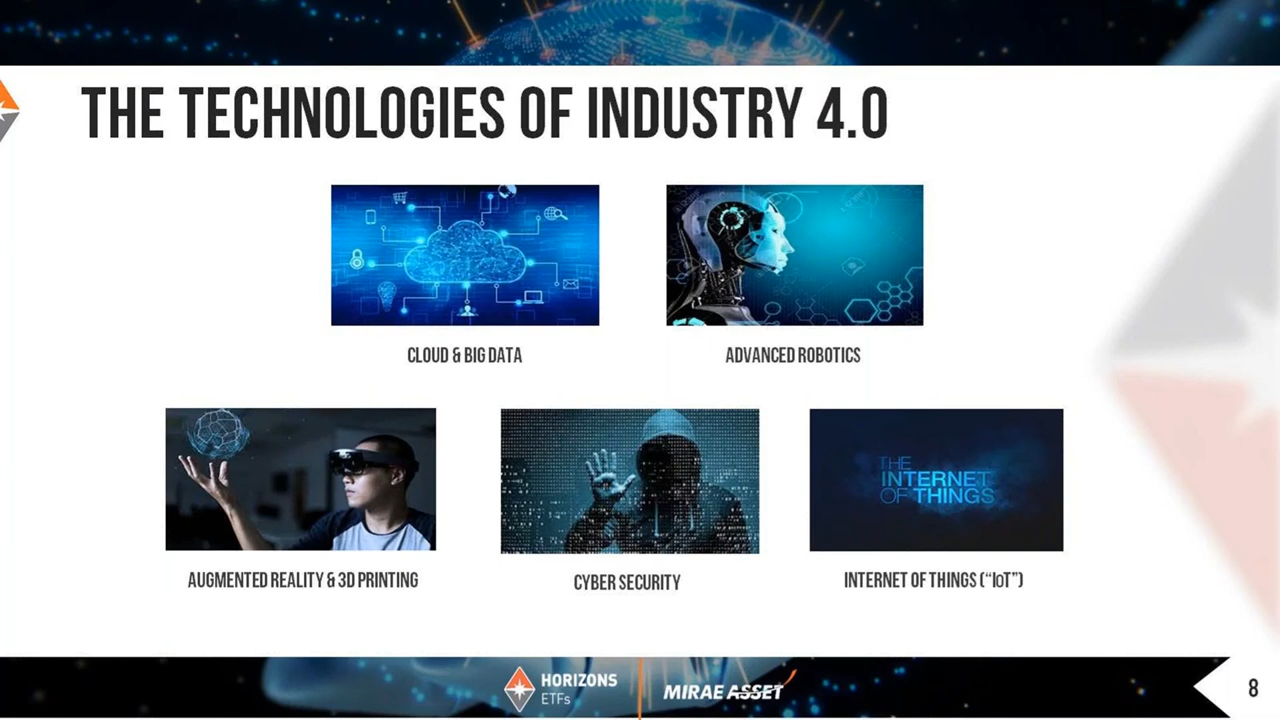 THE TECHNOLOGIES OF INDUSTRY 4.0
CLOUD & BIG DATA
ADVANCED ROBOTICS
THE
INTERNET
OF THINGS
AUGMENTED REALITY & 3D PRINTING
CYBER SECURITY
INTERNET OF THINGS (“IoT”)
HORIZONS
ETFs
MIRAE ASSET
8